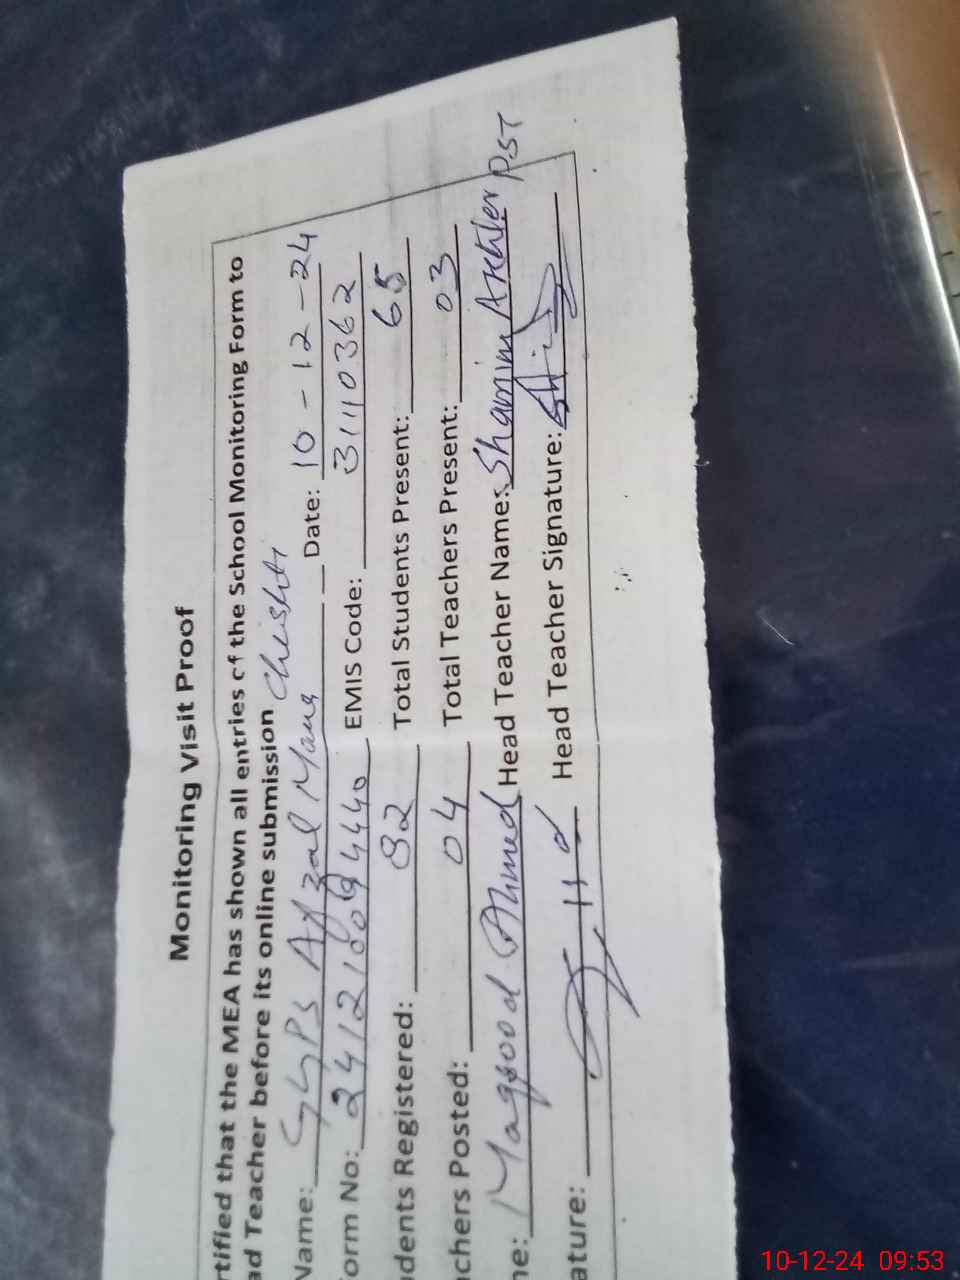 Monitoring Visit Proof
rtified that the MEA has shown all entries of the School Monitoring Form to
ad Teacher before its online submission
Name: GGPS Afzal Mana Chishti Date: 10-12-24
orm No: 241210094440 EMIS Code: 31110362
dents Registered: 82 Total Students Present: 65
chers Posted: 04 Total Teachers Present: 03
ne: Maqsood Ahmed Head Teacher Name: Shamim Akhter PST
ature: Head Teacher Signature:
10-12-24 09:53